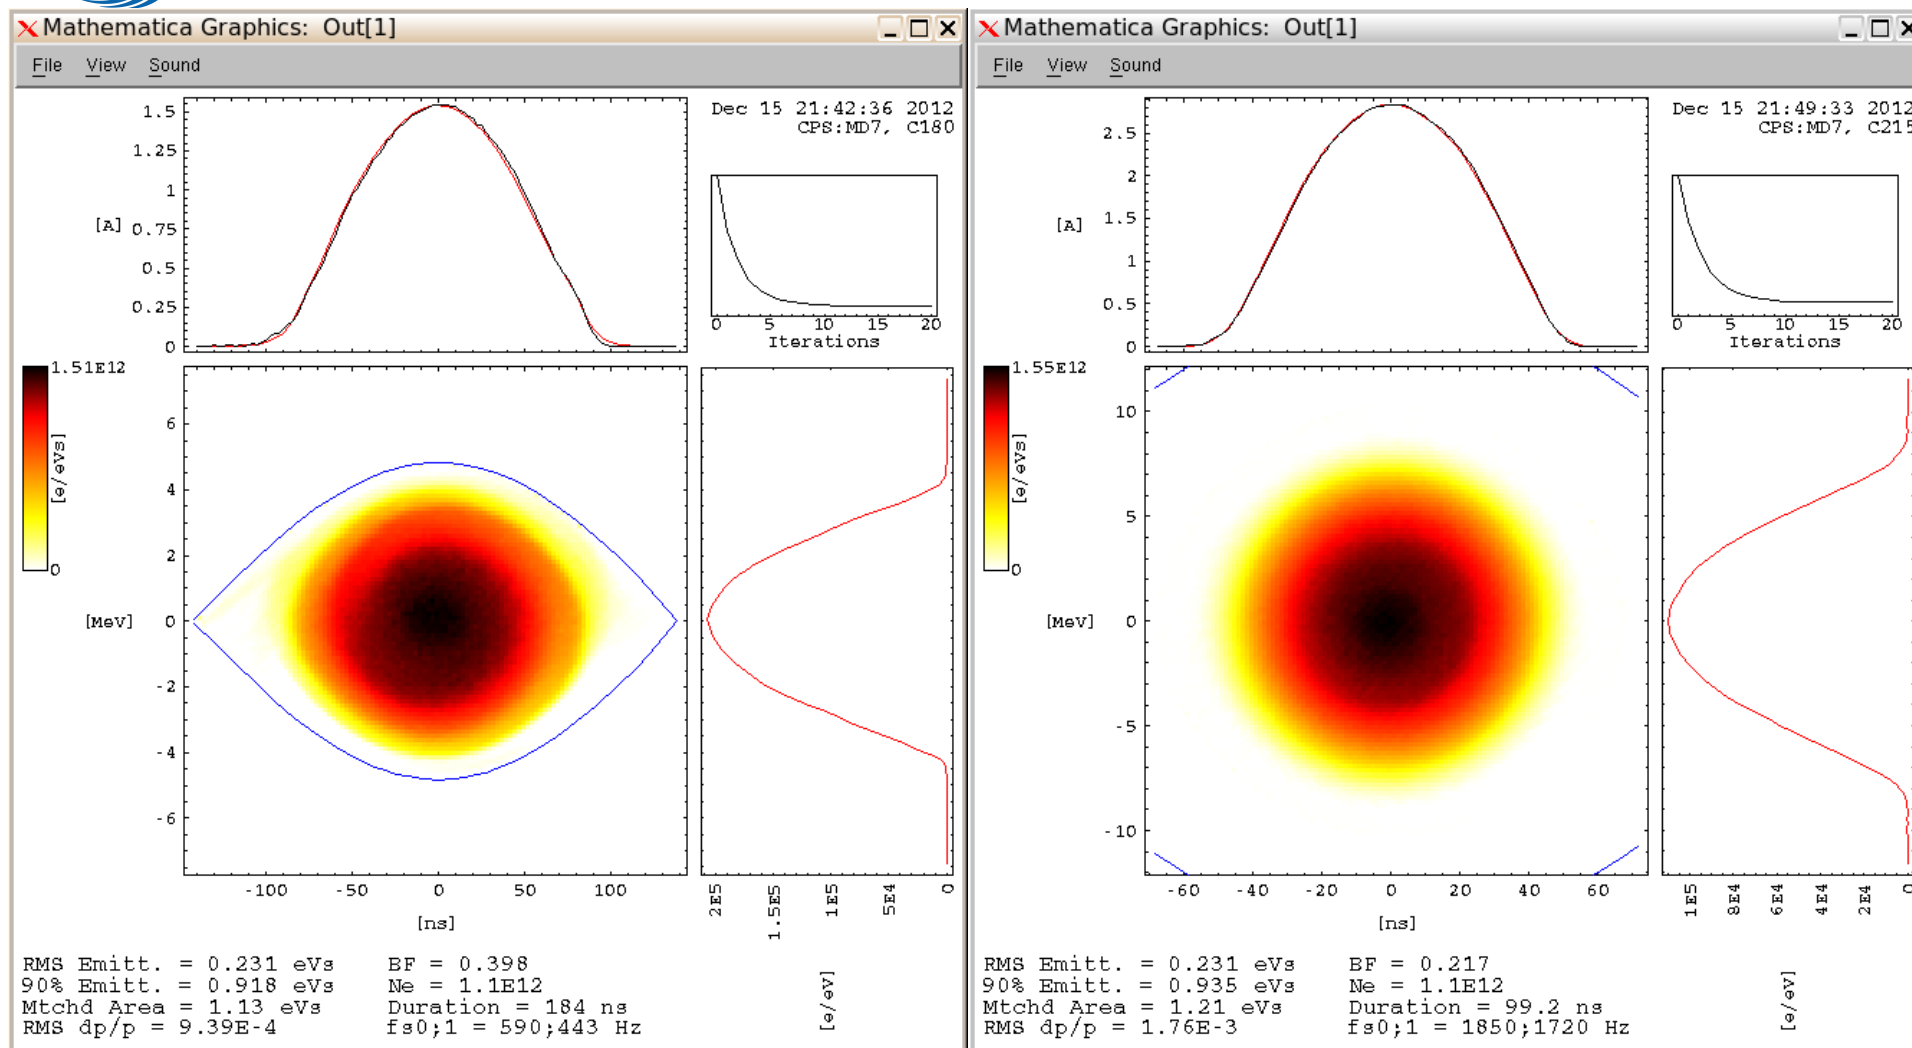 Mathematica Graphics: Out[1]
File View Sound
Dec 15 21:42:36 2012
CPS:MD7, C180
1.5
1.25
1
0.75
0.5
0.25
0
[A]
0 5 10 15 20
Iterations
1.51E12
[e/eVs]
0
6
4
2
0
-2
-4
-6
[MeV]
-100 -50 0 50 100
[ns]
2E5 1.5E5 1E5 5E4 0
[e/eV]
RMS Emitt. = 0.231 eVs BF = 0.398
90% Emitt. = 0.918 eVs Ne = 1.1E12
Mtchd Area = 1.13 eVs Duration = 184 ns
RMS dp/p = 9.39E-4 fs0;1 = 590;443 Hz
Mathematica Graphics: Out[1]
File View Sound
Dec 15 21:49:33 2012
CPS:MD7, C215
2.5
2
1.5
1
0.5
0
[A]
0 5 10 15 20
Iterations
1.55E12
[e/eVs]
0
10
5
0
-5
-10
[MeV]
-60 -40 -20 0 20 40 60
[ns]
1E5 8E4 6E4 4E4 2E4 0
[e/eV]
RMS Emitt. = 0.231 eVs BF = 0.217
90% Emitt. = 0.935 eVs Ne = 1.1E12
Mtchd Area = 1.21 eVs Duration = 99.2 ns
RMS dp/p = 1.76E-3 fs0;1 = 1850;1720 Hz